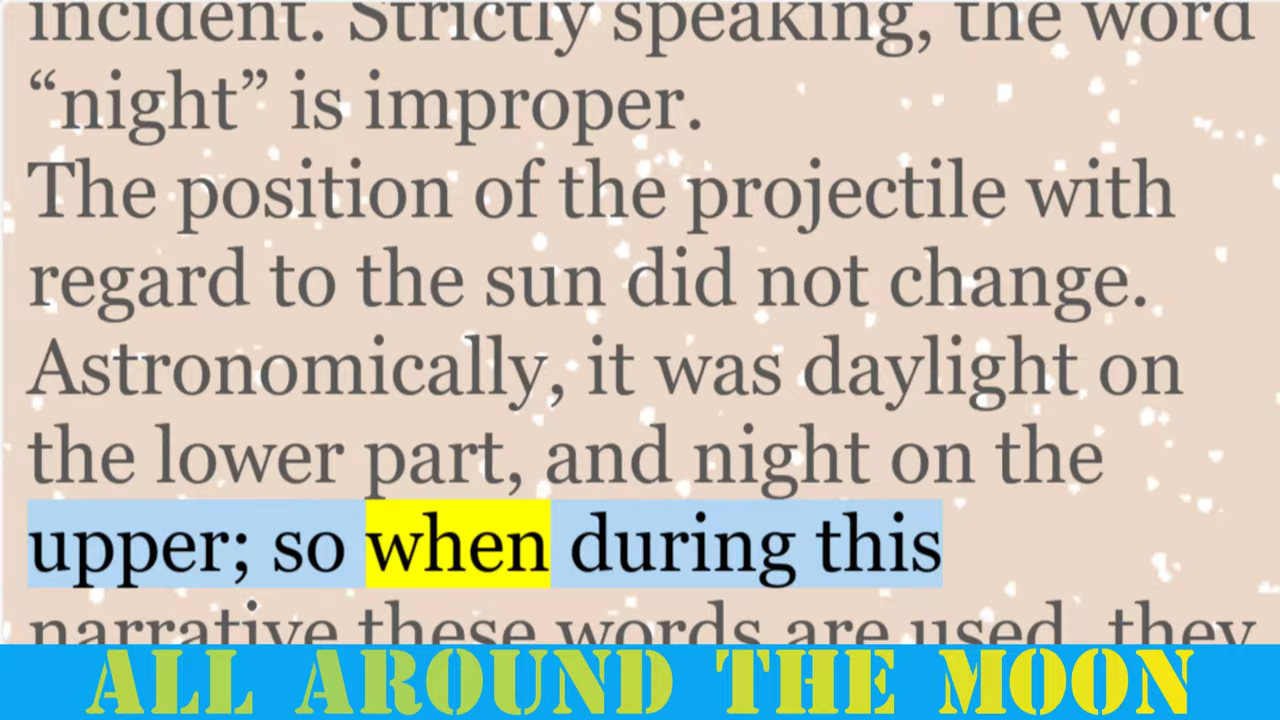 incident. Strictly speaking, the word
“night” is improper.
The position of the projectile with
regard to the sun did not change.
Astronomically, it was daylight on
the lower part, and night on the
upper; so when during this
narrative these words are used, they
ALL AROUND THE MOON